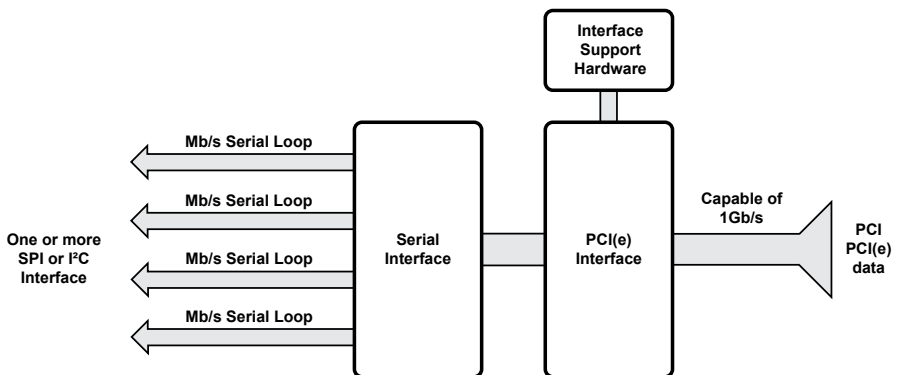 Interface
Support
Hardware
Mb/s Serial Loop
Mb/s Serial Loop
Mb/s Serial Loop
Mb/s Serial Loop
One or more
SPI or I²C
Interface
Serial
Interface
PCI(e)
Interface
Capable of
1Gb/s
PCI
PCI(e)
data